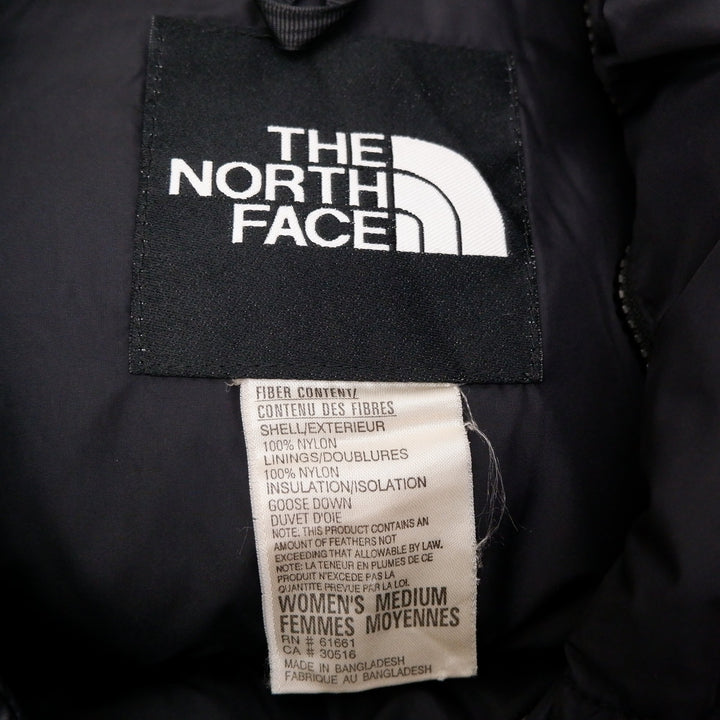 THE
NORTH
FACE
FIBER CONTENT/
CONTENU DES FIBRES
SHELL/EXTERIEUR
100% NYLON
LININGS/DOUBLURES
100% NYLON
INSULATION/ISOLATION
GOOSE DOWN
DUVET D'OIE
NOTE: THIS PRODUCT CONTAINS AN
AMOUNT OF FEATHERS NOT
EXCEEDING THAT ALLOWABLE BY LAW.
NOTE: LA TENEUR EN PLUMES DE CE
PRODUIT N'EXCEDE PAS LA
QUANTITE PREVUE PAR LA LOI.
WOMEN'S MEDIUM
FEMMES MOYENNES
RN # 61661
CA # 30516
MADE IN BANGLADESH
FABRIQUE AU BANGLADESH